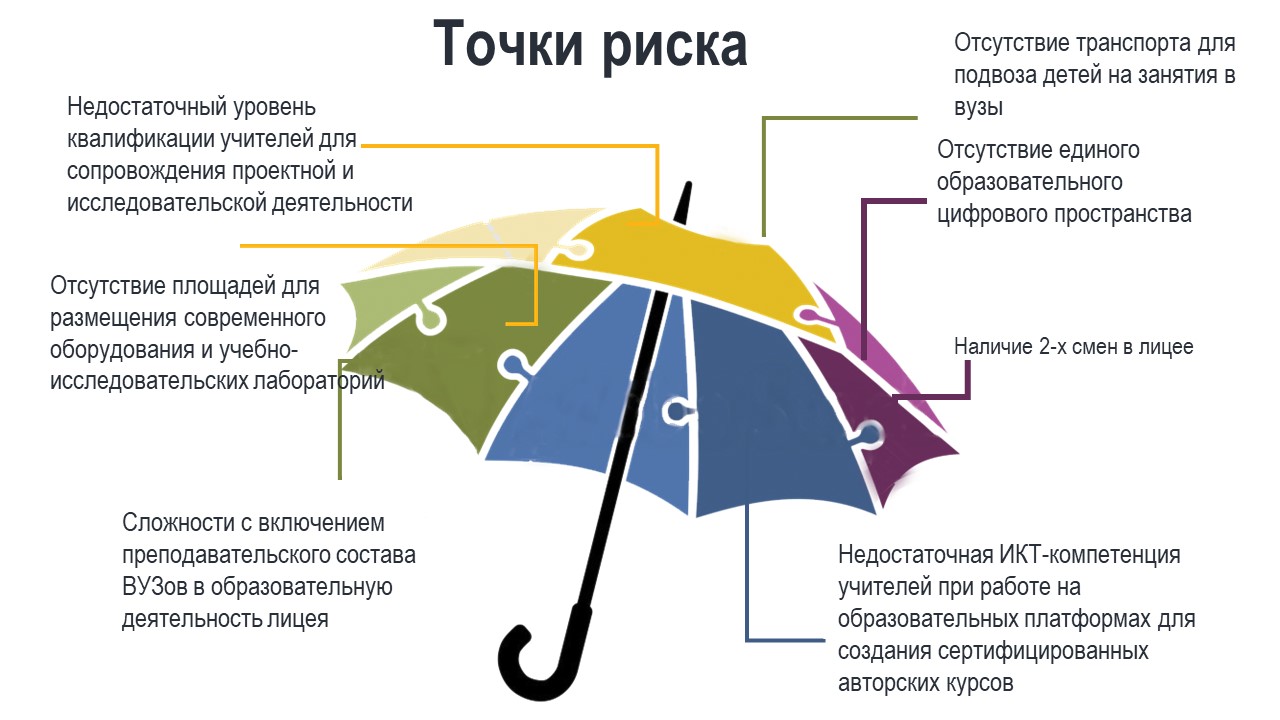 Точки риска
Недостаточный уровень
квалификации учителей для
сопровождения проектной и
исследовательской деятельности
Отсутствие площадей для
размещения современного
оборудования и учебно-
исследовательских лабораторий
Сложности с включением
преподавательского состава
ВУЗов в образовательную
деятельность лицея
Отсутствие транспорта для
подвоза детей на занятия в
вузы
Отсутствие единого
образовательного
цифрового пространства
Наличие 2-х смен в лицее
Недостаточная ИКТ-компетенция
учителей при работе на
образовательных платформах для
создания сертифицированных
авторских курсов